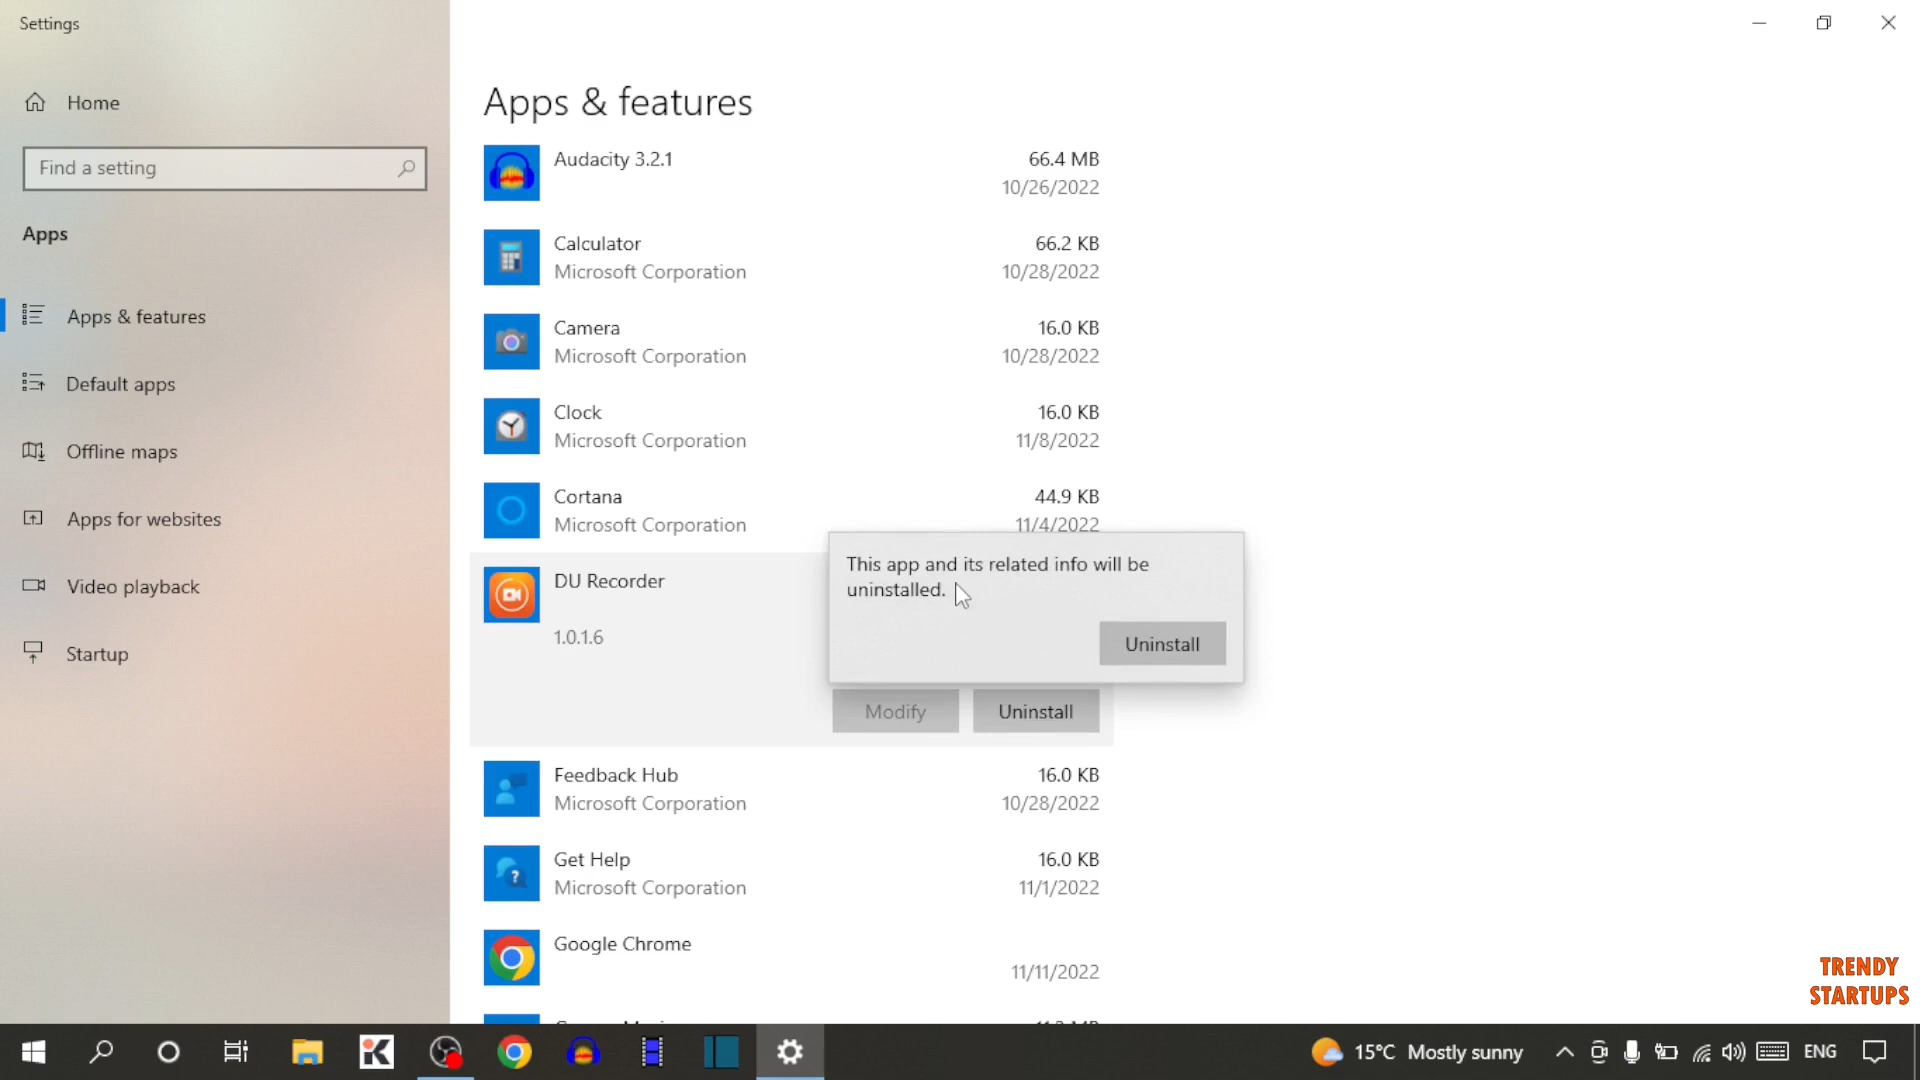 Settings
Home
Find a setting
Apps
Apps & features
Default apps
Offline maps
Apps for websites
Video playback
Startup
Apps & features
Audacity 3.2.1
66.4 MB
10/26/2022
Calculator
66.2 KB
Microsoft Corporation
10/28/2022
Camera
16.0 KB
Microsoft Corporation
10/28/2022
Clock
16.0 KB
Microsoft Corporation
11/8/2022
Cortana
44.9 KB
Microsoft Corporation
11/4/2022
DU Recorder
1.0.1.6
This app and its related info will be
uninstalled.
Uninstall
Modify
Uninstall
Feedback Hub
16.0 KB
Microsoft Corporation
10/28/2022
Get Help
16.0 KB
Microsoft Corporation
11/1/2022
Google Chrome
11/11/2022
TRENDY
STARTUPS
15°C Mostly sunny
ENG